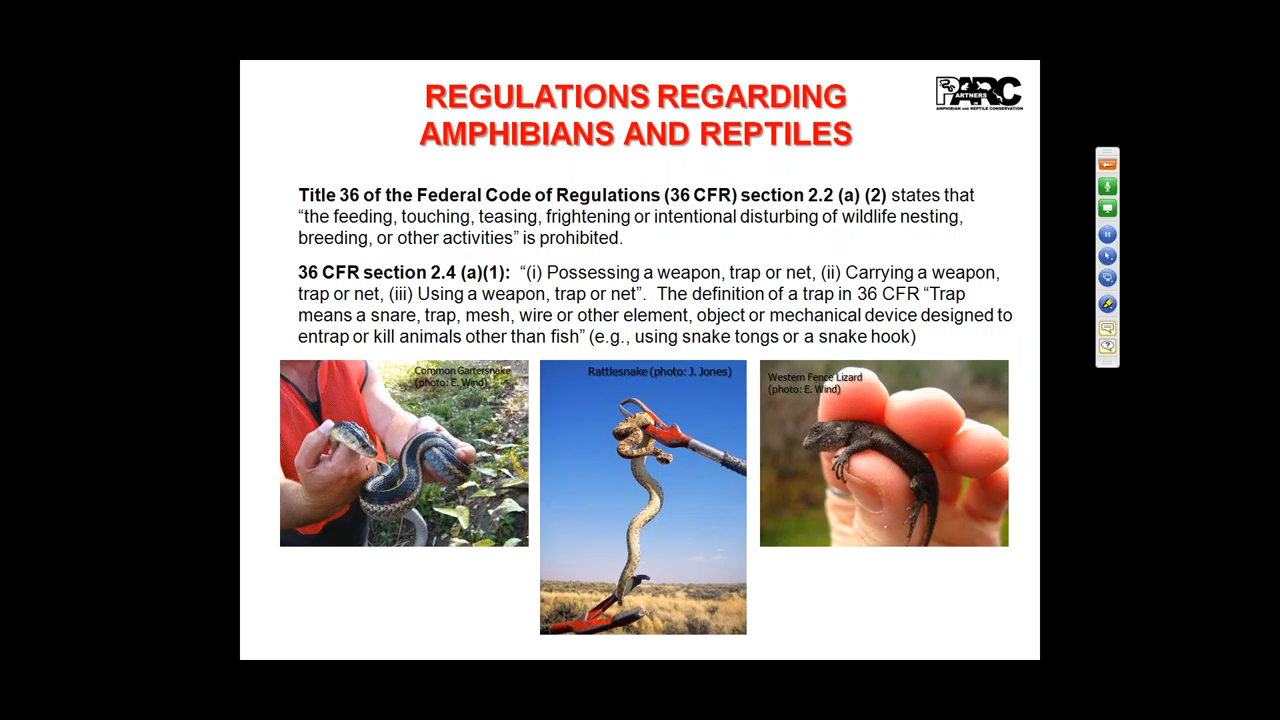 REGULATIONS REGARDING
AMPHIBIANS AND REPTILES
PARC
PARTNERS
AMPHIBIAN AND REPTILE CONSERVATION
Title 36 of the Federal Code of Regulations (36 CFR) section 2.2 (a) (2) states that
“the feeding, touching, teasing, frightening or intentional disturbing of wildlife nesting,
breeding, or other activities” is prohibited.
36 CFR section 2.4 (a)(1): “(i) Possessing a weapon, trap or net, (ii) Carrying a weapon,
trap or net, (iii) Using a weapon, trap or net”. The definition of a trap in 36 CFR “Trap
means a snare, trap, mesh, wire or other element, object or mechanical device designed to
entrap or kill animals other than fish” (e.g., using snake tongs or a snake hook)
Common Gartersnake
(photo: E. Wind)
Rattlesnake (photo: J. Jones)
Western Fence Lizard
(photo: E. Wind)